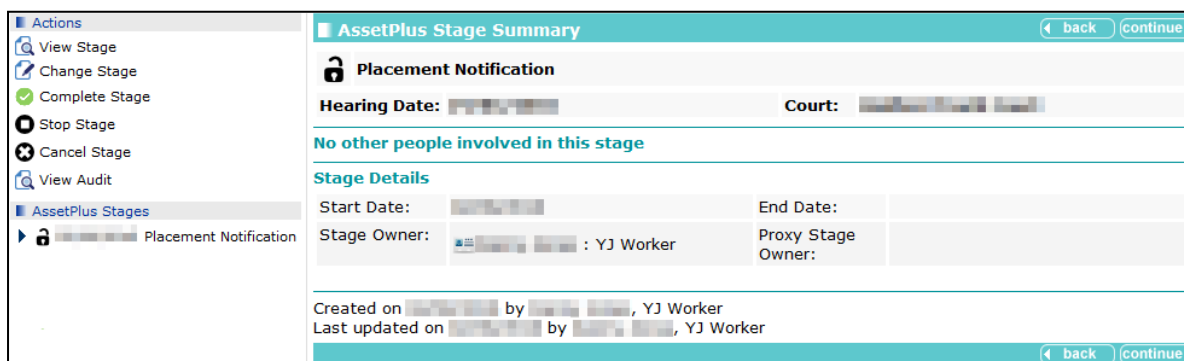 Actions
View Stage
Change Stage
Complete Stage
Stop Stage
Cancel Stage
View Audit
AssetPlus Stages
Placement Notification
AssetPlus Stage Summary back continue
Placement Notification
Hearing Date: Court:
No other people involved in this stage
Stage Details
Start Date: End Date:
Stage Owner: : YJ Worker Proxy Stage
Owner:
Created on by , YJ Worker
Last updated on by , YJ Worker
back continue